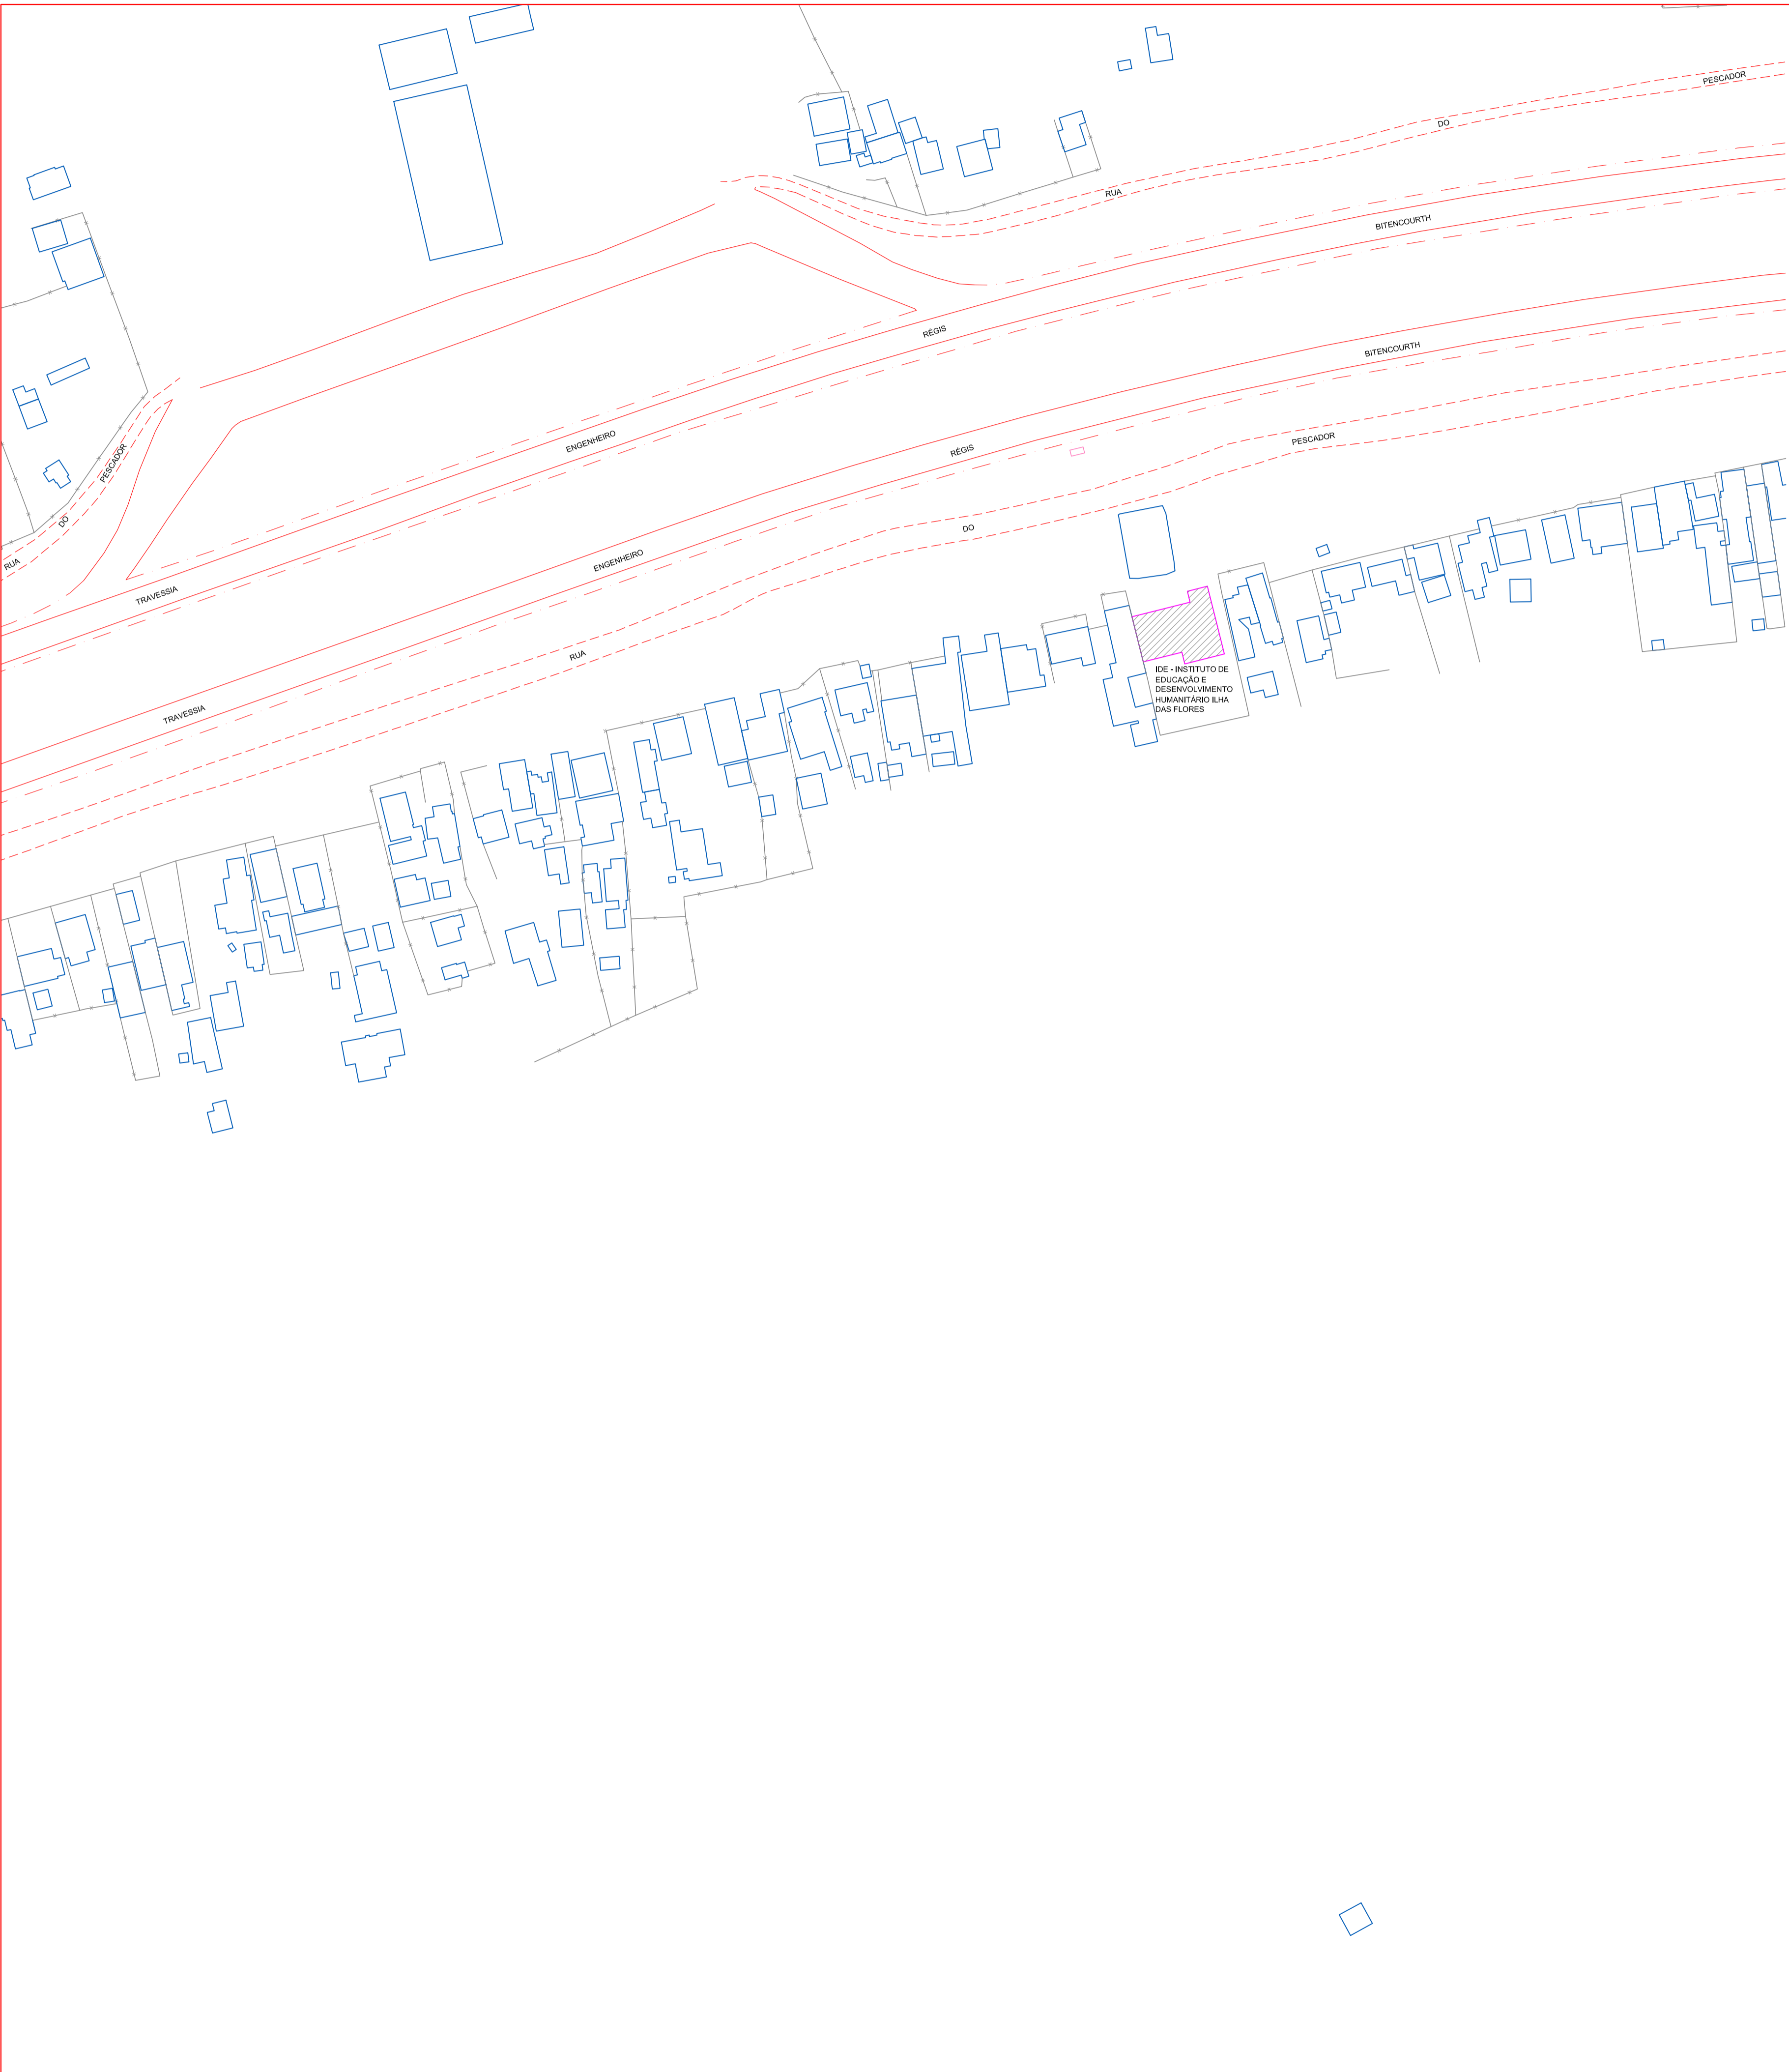 PESCADOR
DO
RUA
BITENCOURTH
RÉGIS
ENGENHEIRO
TRAVESSIA
PESCADOR
DO
RUA
BITENCOURTH
RÉGIS
ENGENHEIRO
TRAVESSIA
PESCADOR
DO
RUA
IDE - INSTITUTO DE
EDUCAÇÃO E
DESENVOLVIMENTO
HUMANITÁRIO ILHA
DAS FLORES